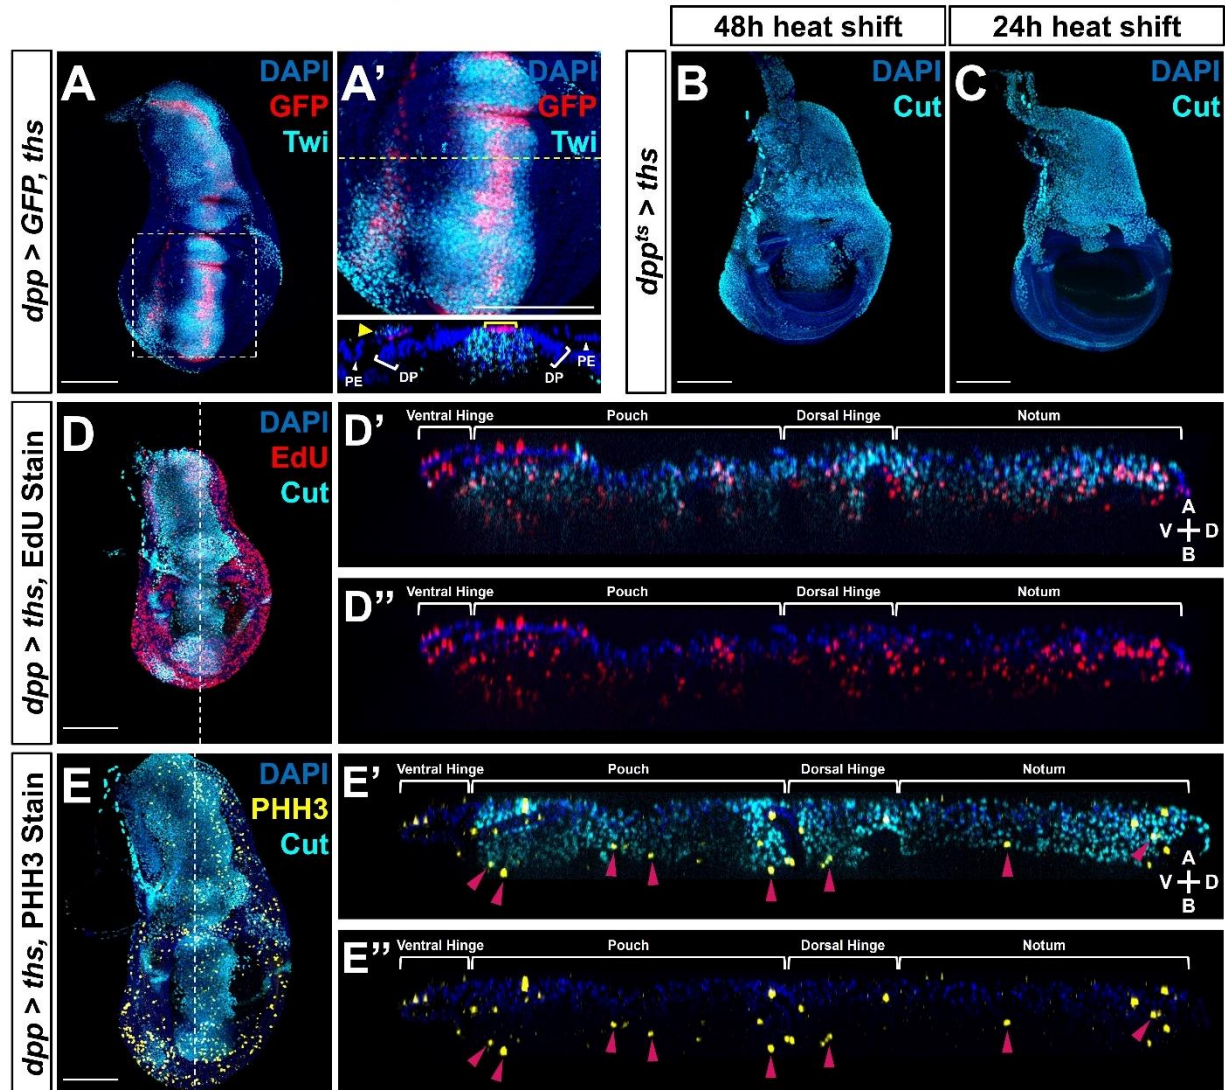 48h heat shift
24h heat shift
dpp > GFP, ths
A
DAPI
GFP
Twi
A'
DAPI
GFP
Twi
PE
DP
DP
PE
dppts > ths
B
DAPI
Cut
C
DAPI
Cut
dpp > ths, EdU Stain
D
DAPI
EdU
Cut
D'
Ventral Hinge
Pouch
Dorsal Hinge
Notum
A
V
D
B
D''
Ventral Hinge
Pouch
Dorsal Hinge
Notum
dpp > ths, PHH3 Stain
E
DAPI
PHH3
Cut
E'
Ventral Hinge
Pouch
Dorsal Hinge
Notum
A
V
D
B
E''
Ventral Hinge
Pouch
Dorsal Hinge
Notum